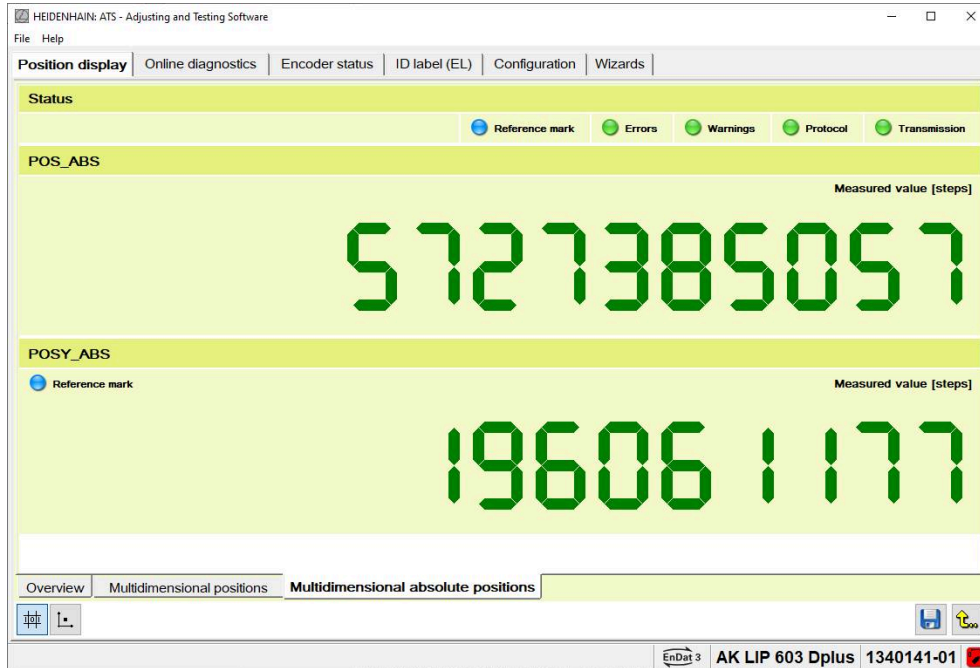 HEIDENHAIN: ATS - Adjusting and Testing Software
File Help
Position display Online diagnostics Encoder status ID label (EL) Configuration Wizards
Status
Reference mark Errors Warnings Protocol Transmission
POS_ABS
Measured value [steps]
5727385057
POSY_ABS
Reference mark Measured value [steps]
196061177
Overview Multidimensional positions Multidimensional absolute positions
EnDat 3 AK LIP 603 Dplus 1340141-01